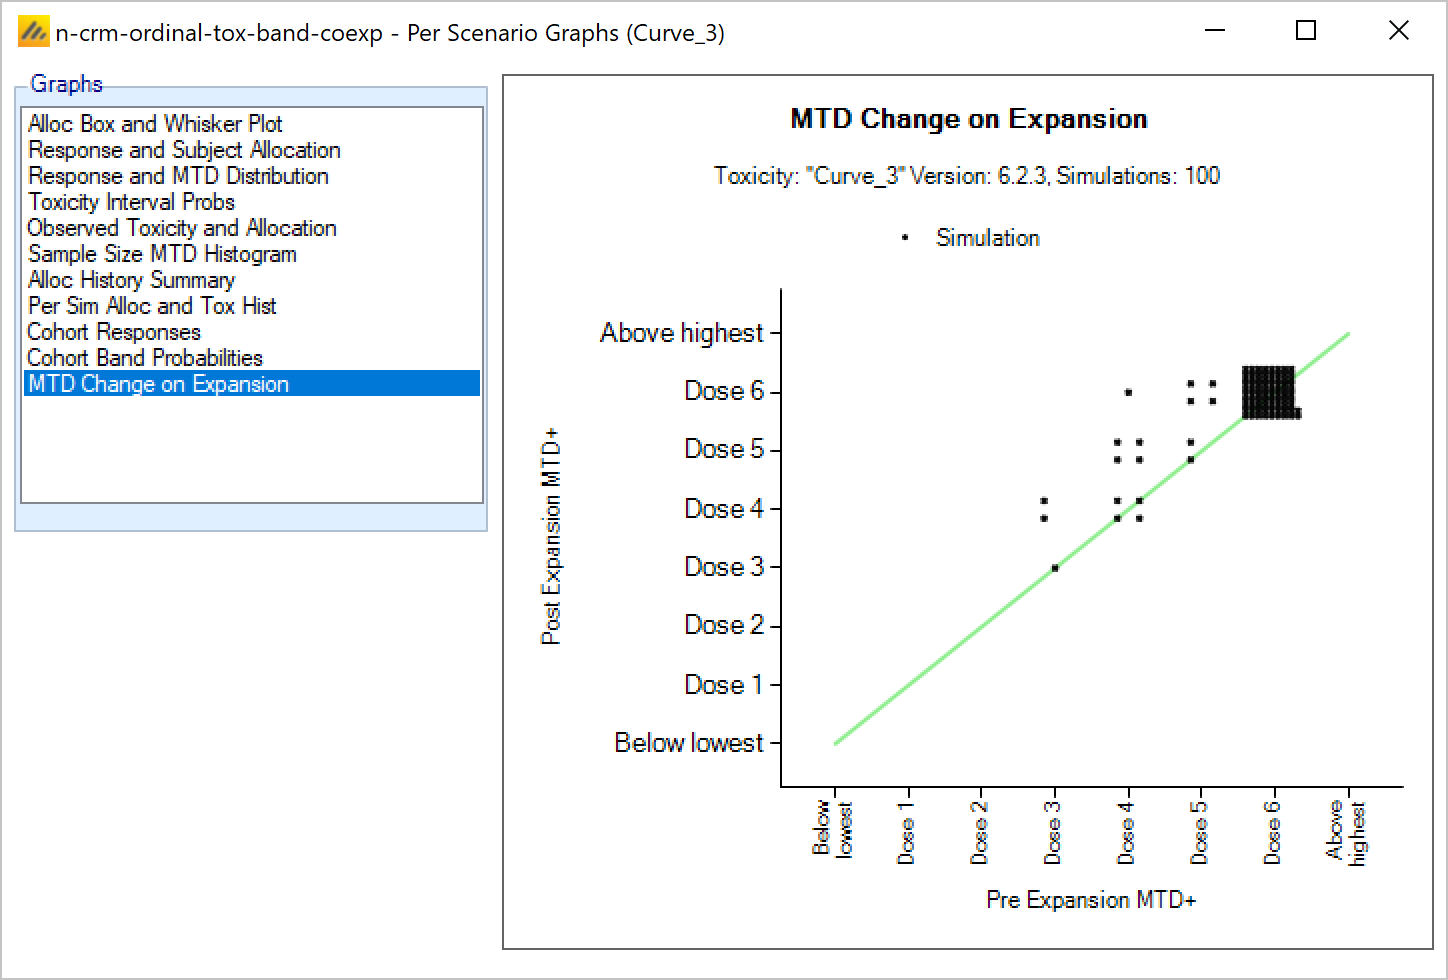 n-crm-ordinal-tox-band-coexp - Per Scenario Graphs (Curve_3)
Graphs
Alloc Box and Whisker Plot
Response and Subject Allocation
Response and MTD Distribution
Toxicity Interval Probs
Observed Toxicity and Allocation
Sample Size MTD Histogram
Alloc History Summary
Per Sim Alloc and Tox Hist
Cohort Responses
Cohort Band Probabilities
MTD Change on Expansion
MTD Change on Expansion
Toxicity: "Curve_3" Version: 6.2.3, Simulations: 100
Simulation
Post Expansion MTD+
Above highest
Dose 6
Dose 5
Dose 4
Dose 3
Dose 2
Dose 1
Below lowest
Below
lowest
Dose 1
Dose 2
Dose 3
Dose 4
Dose 5
Dose 6
Above
highest
Pre Expansion MTD+